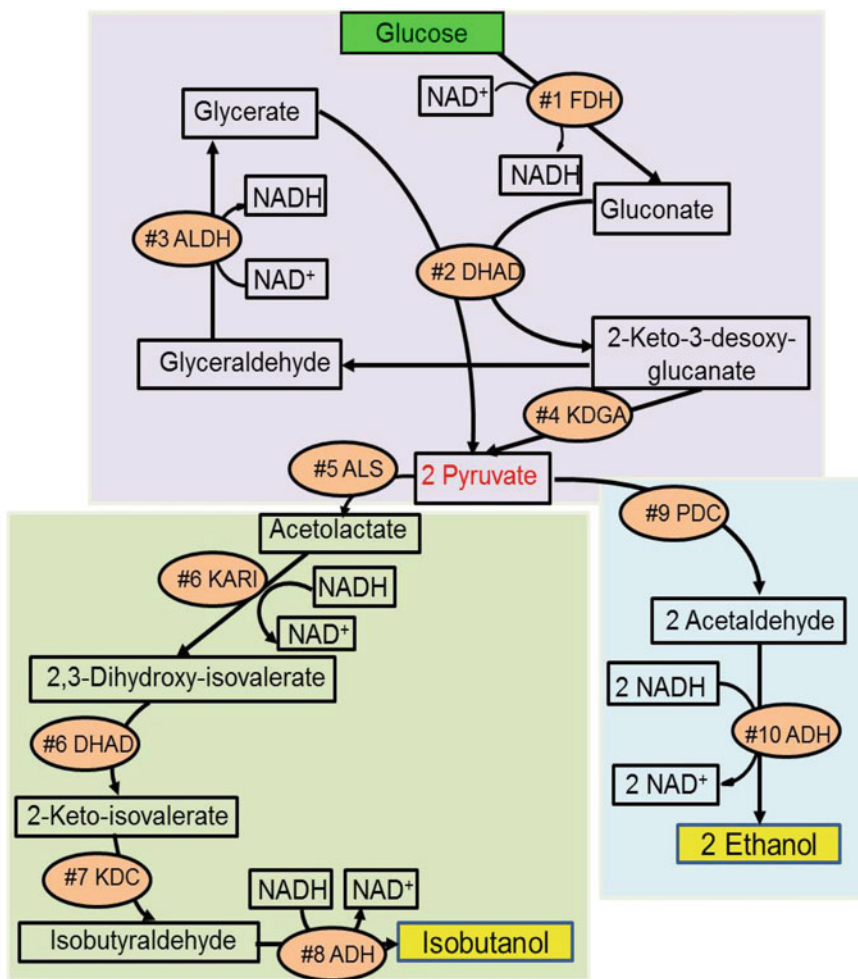 Glucose
NAD+
#1 FDH
NADH
Gluconate
Glycerate
NADH
#3 ALDH
NAD+
#2 DHAD
Glyceraldehyde
2-Keto-3-desoxy-
glucanate
#4 KDGA
#5 ALS
2 Pyruvate
#9 PDC
Acetolactate
#6 KARI
NADH
NAD+
2,3-Dihydroxy-isovalerate
#6 DHAD
2-Keto-isovalerate
#7 KDC
NADH
NAD+
Isobutyraldehyde
#8 ADH
Isobutanol
2 Acetaldehyde
2 NADH
#10 ADH
2 NAD+
2 Ethanol